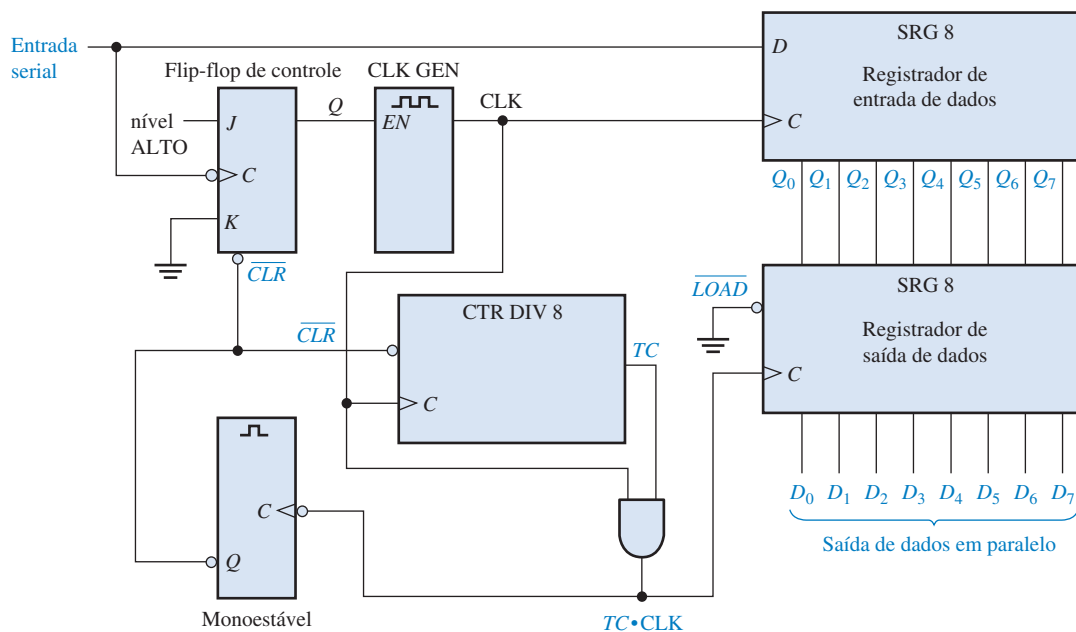 Entrada
serial
Flip-flop de controle
CLK GEN
SRG 8
D
Registrador de
entrada de dados
C
nível
ALTO
J
C
K
Q
EN
CLK
CLR
Q0 Q1 Q2 Q3 Q4 Q5 Q6 Q7
CLR
CTR DIV 8
TC
C
LOAD
SRG 8
Registrador de
saída de dados
C
C
Q
Monoestável
TC•CLK
D0 D1 D2 D3 D4 D5 D6 D7
Saída de dados em paralelo